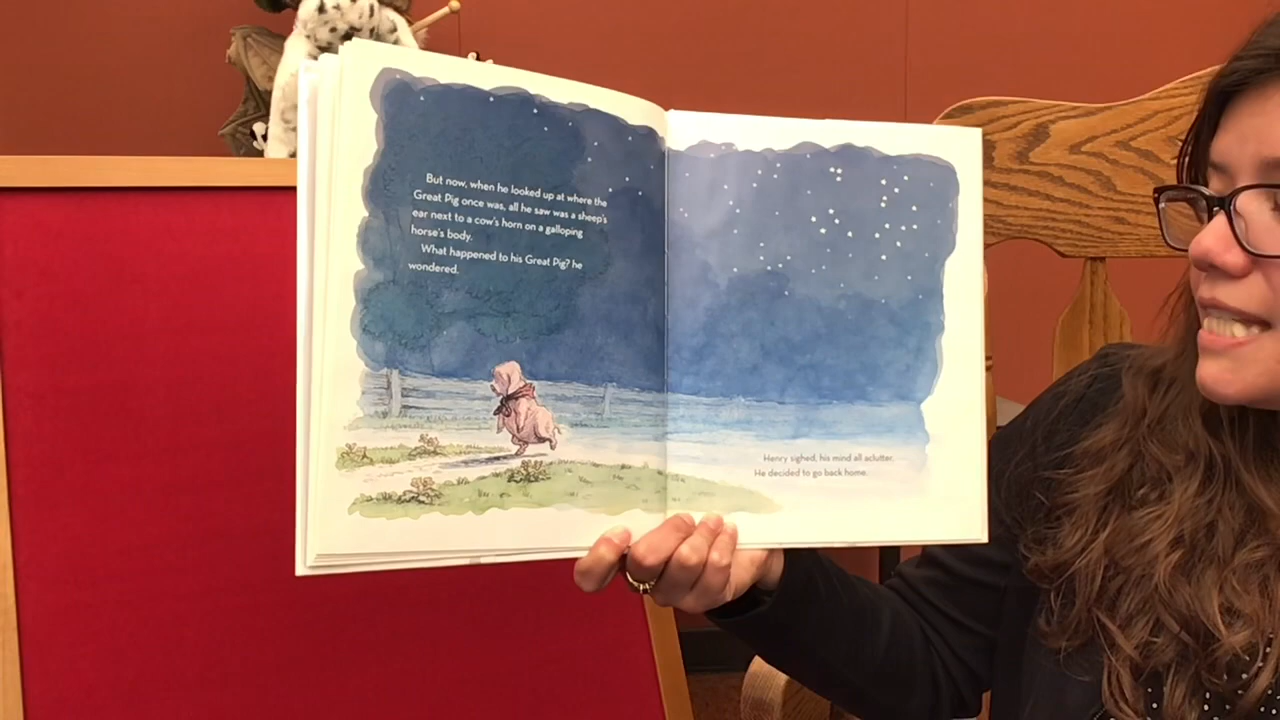 But now, when he looked up at where the
Great Pig once was, all he saw was a sheep's
ear next to a cow's horn on a galloping
horse's body.
What happened to his Great Pig? he
wondered.
Henry sighed, his mind all aclutter.
He decided to go back home.